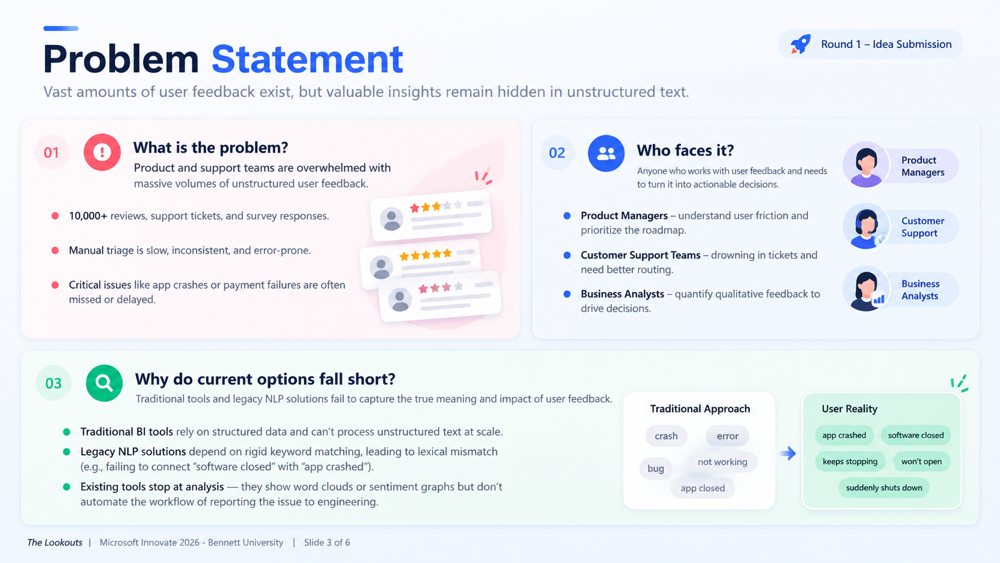 Problem Statement
Round 1 – Idea Submission
Vast amounts of user feedback exist, but valuable insights remain hidden in unstructured text.
01
What is the problem?
Product and support teams are overwhelmed with
massive volumes of unstructured user feedback.
10,000+ reviews, support tickets, and survey responses.
Manual triage is slow, inconsistent, and error-prone.
Critical issues like app crashes or payment failures are often
missed or delayed.
02
Who faces it?
Anyone who works with user feedback and needs
to turn it into actionable decisions.
Product Managers – understand user friction and
prioritize the roadmap.
Customer Support Teams – drowning in tickets and
need better routing.
Business Analysts – quantify qualitative feedback to
drive decisions.
Product
Managers
Customer
Support
Business
Analysts
03
Why do current options fall short?
Traditional tools and legacy NLP solutions fail to capture the true meaning and impact of user feedback.
Traditional BI tools rely on structured data and can’t process unstructured text at scale.
Legacy NLP solutions depend on rigid keyword matching, leading to lexical mismatch
(e.g., failing to connect “software closed” with “app crashed”).
Existing tools stop at analysis — they show word clouds or sentiment graphs but don’t
automate the workflow of reporting the issue to engineering.
Traditional Approach
crash
error
bug
not working
app closed
User Reality
app crashed
software closed
keeps stopping
won’t open
suddenly shuts down
The Lookouts | Microsoft Innovate 2026 - Bennett University | Slide 3 of 6